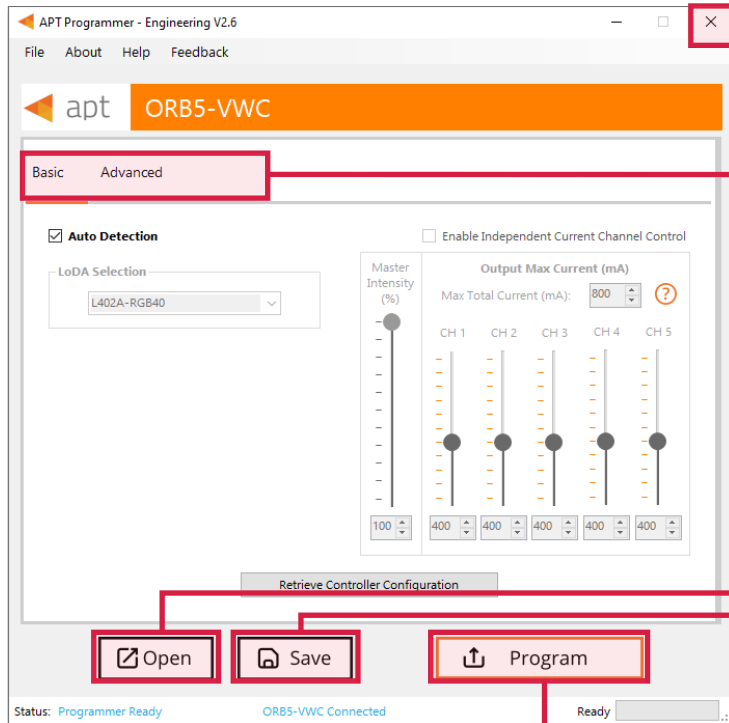 APT Programmer - Engineering V2.6
File About Help Feedback
apt ORB5-VWC
Basic Advanced
Auto Detection
Enable Independent Current Channel Control
LoDA Selection
L402A-RGB40
Master
Intensity
(%)
Output Max Current (mA)
Max Total Current (mA): 800 ?
CH 1 CH 2 CH 3 CH 4 CH 5
100 400 400 400 400 400
Retrieve Controller Configuration
Open Save Program
Status: Programmer Ready ORB5-VWC Connected Ready